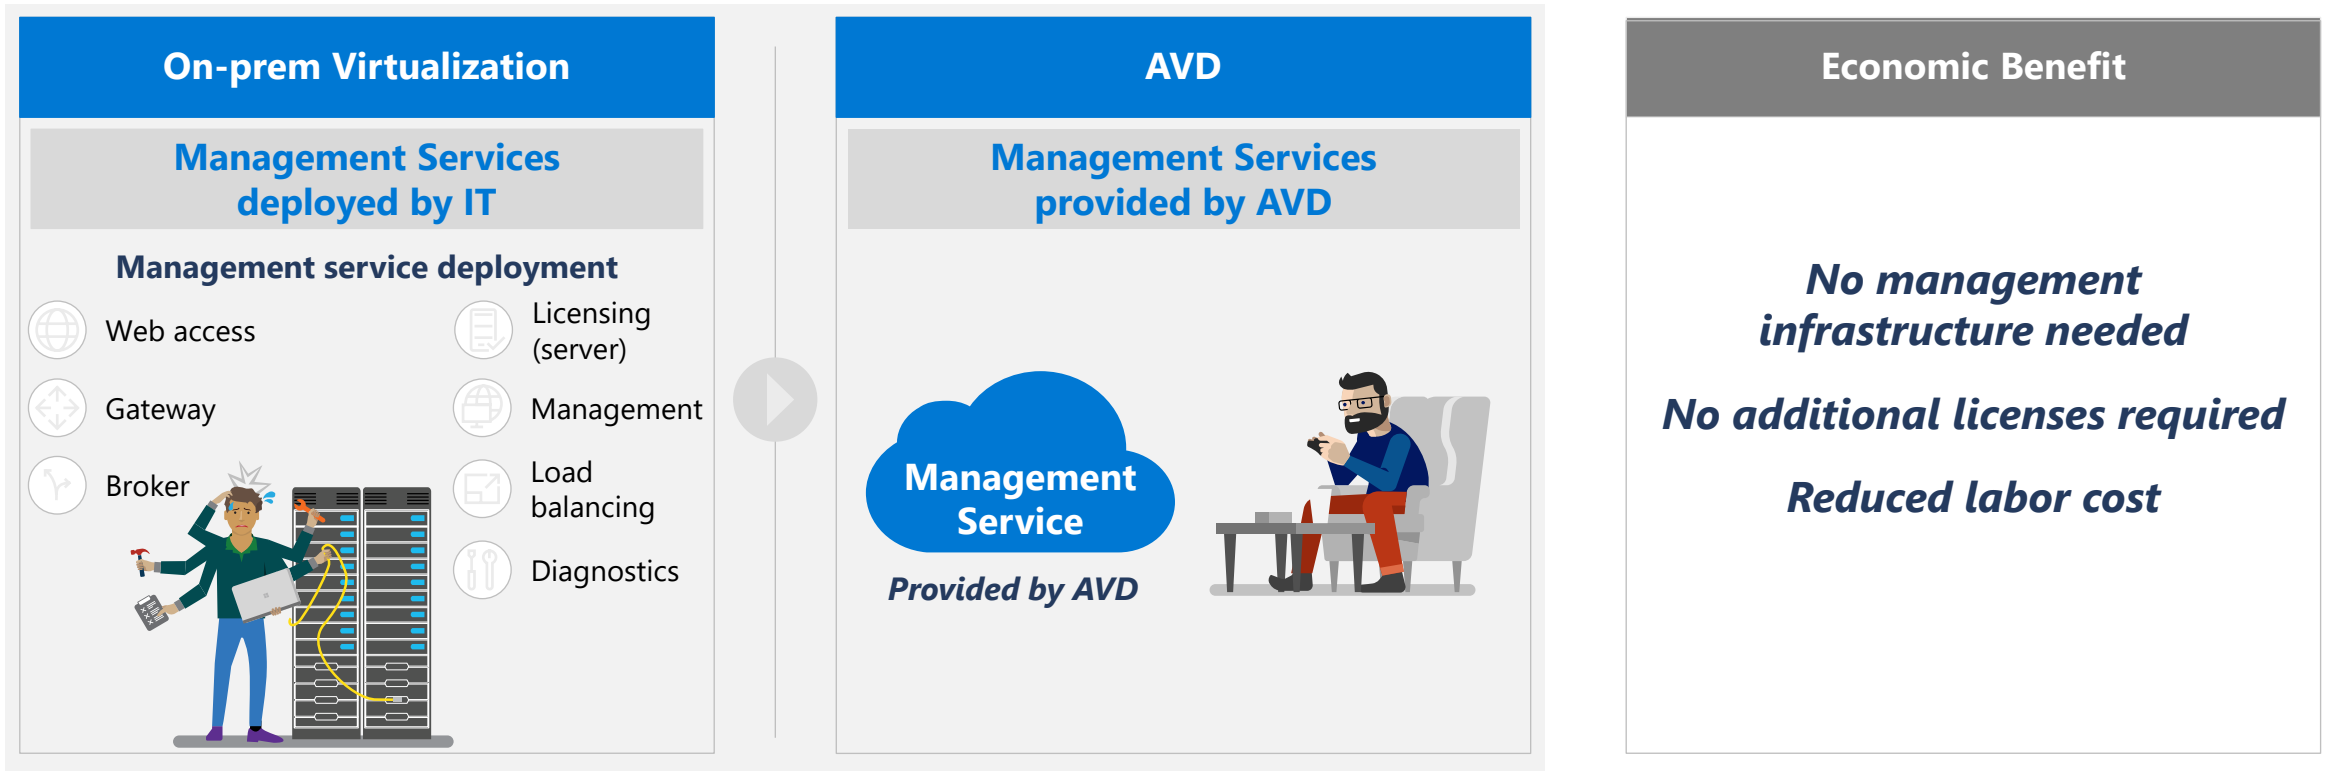 On-prem Virtualization
Management Services
deployed by IT
Management service deployment
Web access
Gateway
Broker
Licensing
(server)
Management
Load
balancing
Diagnostics
AVD
Management Services
provided by AVD
Management
Service
Provided by AVD
Economic Benefit
No management
infrastructure needed
No additional licenses required
Reduced labor cost